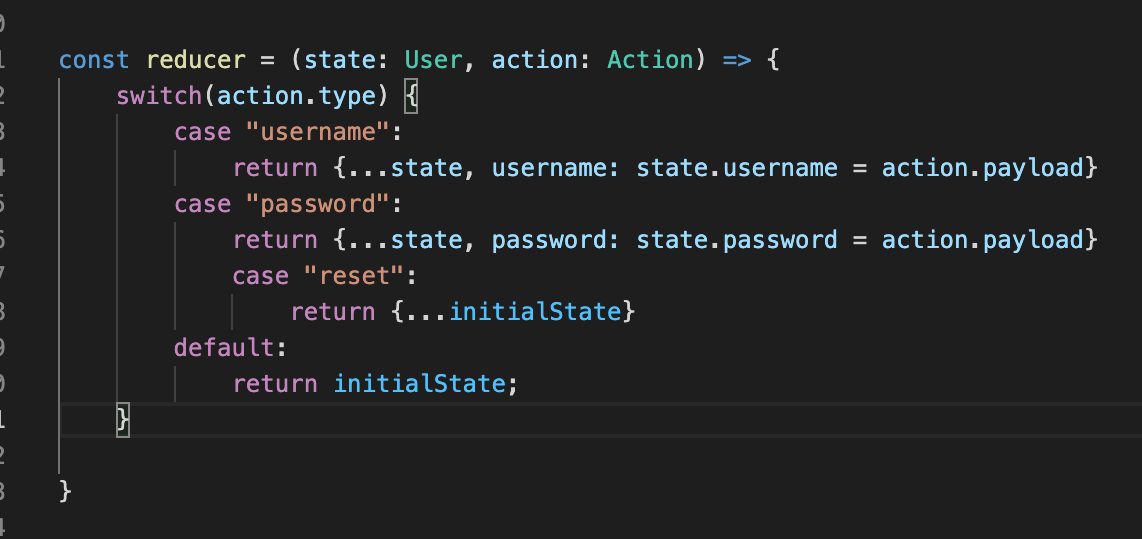 const reducer = (state: User, action: Action) => {
switch(action.type) {
case "username":
return {...state, username: state.username = action.payload}
case "password":
return {...state, password: state.password = action.payload}
case "reset":
return {...initialState}
default:
return initialState;
}
}